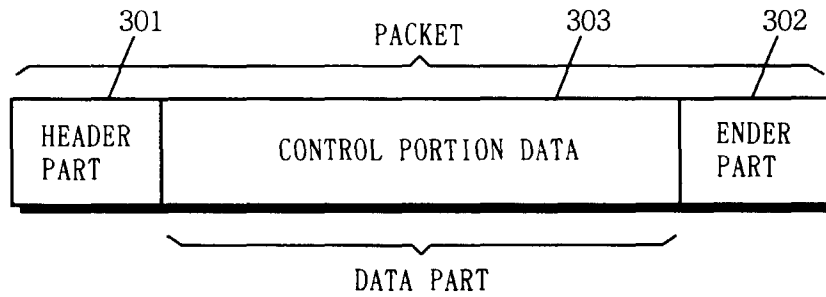 301
PACKET
303
302
HEADER
PART
CONTROL PORTION DATA
ENDER
PART
DATA PART